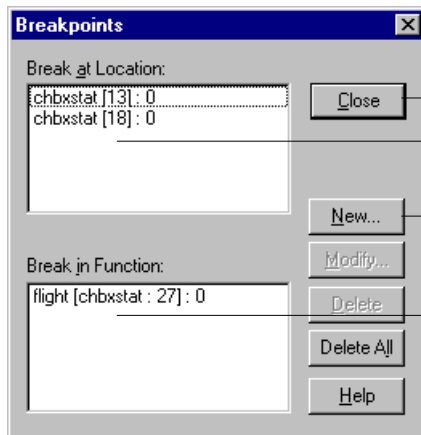 Breakpoints
Break at Location:
chbxstat [13] : 0
chbxstat [18] : 0
Close
New...
Modify...
Break in Function:
flight [chbxstat : 27] : 0
Delete
Delete All
Help